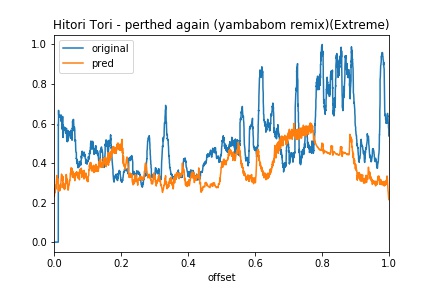 Hitori Tori - perthed again (yambabom remix)(Extreme)
original
pred
1.0
0.8
0.6
0.4
0.2
0.0
0.0 0.2 0.4 0.6 0.8 1.0
offset